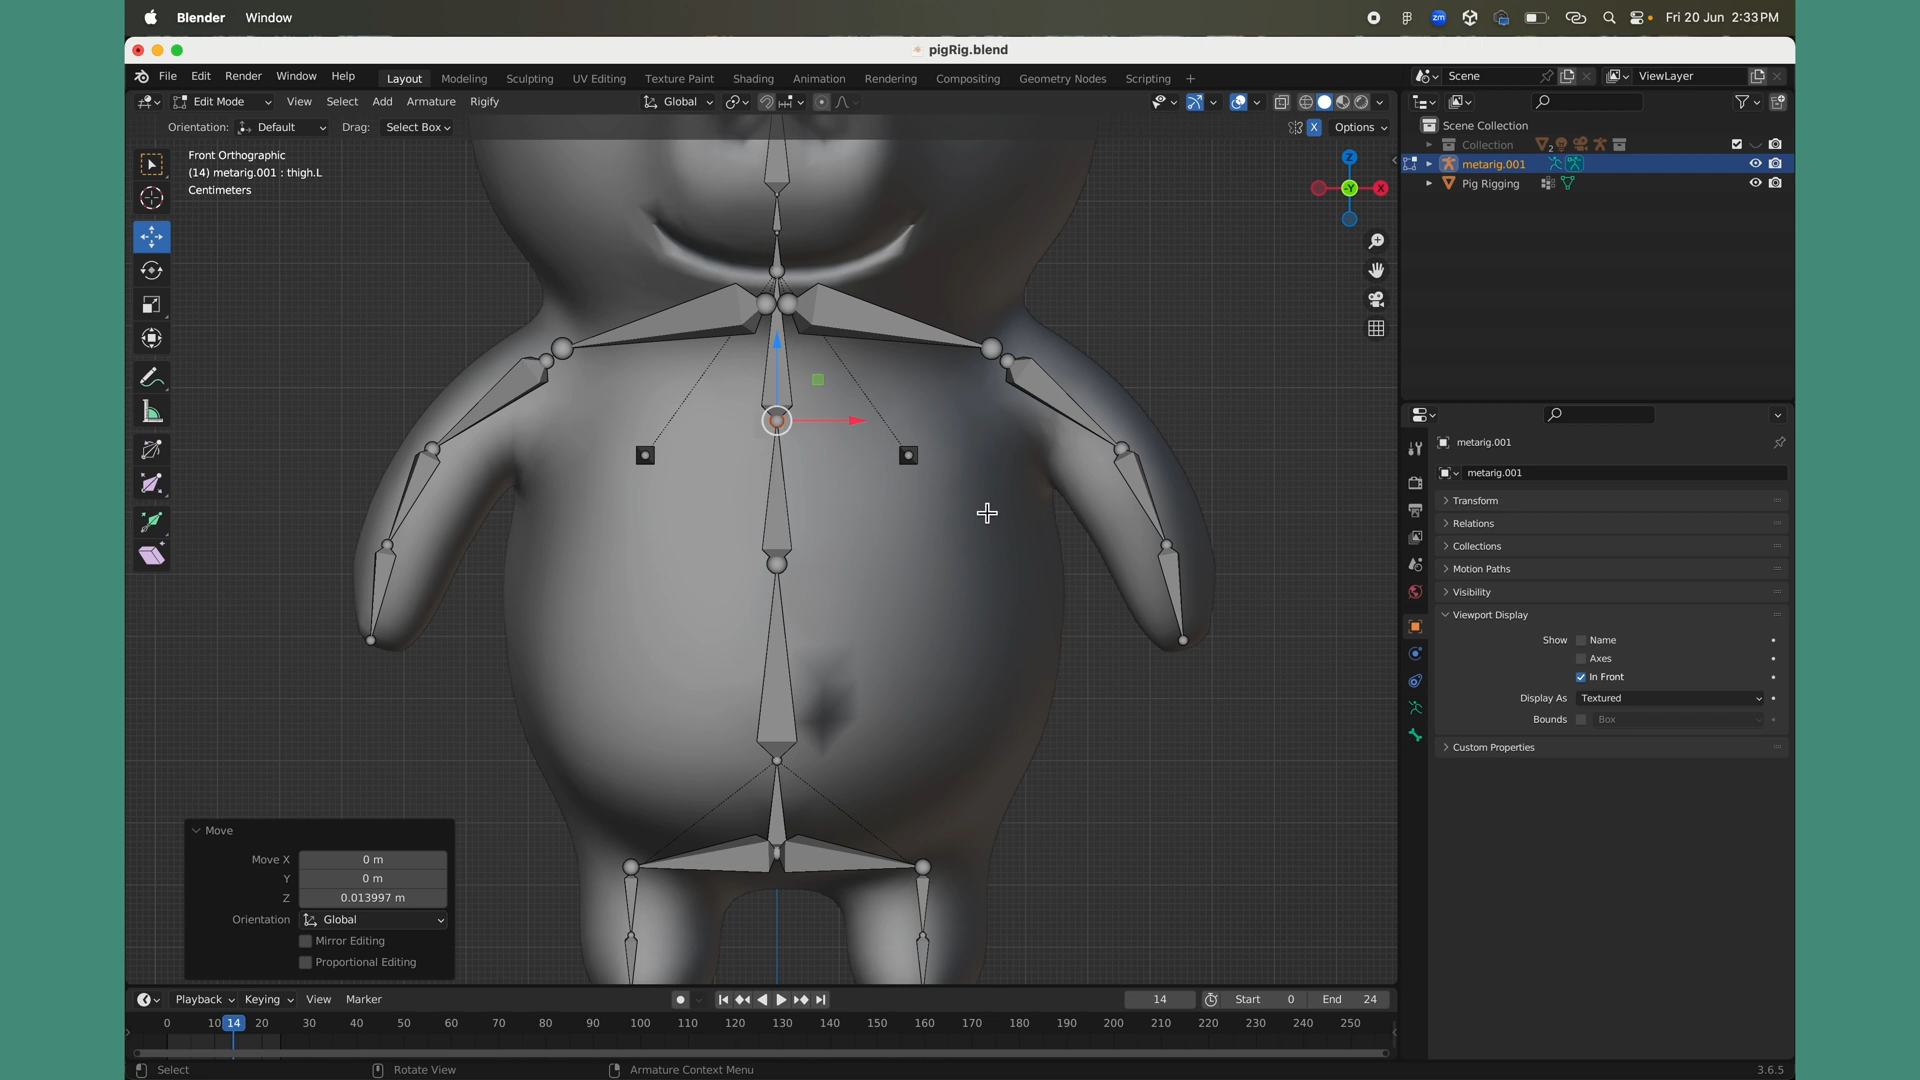 Blender Window
zm
Fri 20 Jun 2:33 PM
pigRig.blend
File Edit Render Window Help Layout Modeling Sculpting UV Editing Texture Paint Shading Animation Rendering Compositing Geometry Nodes Scripting +
Scene ViewLayer
Edit Mode View Select Add Armature Rigify Global
Orientation: Default Drag: Select Box X Options
Front Orthographic
(14) metarig.001 : thigh.L
Centimeters
Z
-Y X
Scene Collection
Collection 2
metarig.001
Pig Rigging
metarig.001
metarig.001
Transform
Relations
Collections
Motion Paths
Visibility
Viewport Display
Show Name
Axes
In Front
Display As Textured
Bounds Box
Custom Properties
Move
Move X 0 m
Y 0 m
Z 0.013997 m
Orientation Global
Mirror Editing
Proportional Editing
Playback Keying View Marker 14 Start 0 End 24
0 10 14 20 30 40 50 60 70 80 90 100 110 120 130 140 150 160 170 180 190 200 210 220 230 240 250
Select Rotate View Armature Context Menu 3.6.5